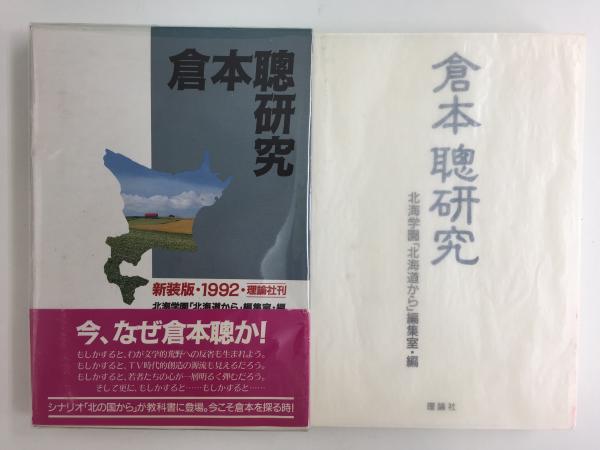 倉本聰
研究
新装版・1992・理論社刊
北海学園「北海道から」編集室・編
今、なぜ倉本聰か!
もしかすると、わが文学的荒野への反省も生まれよう。
もしかすると、TV時代的創造の源流も見えるだろう。
もしかすると、若者たちの心が一層明るく弾むだろう。
そして更に、もしかすると……もしかすると……
シナリオ「北の国から」が教科書に登場。今こそ倉本を探る時!
倉本聰研究
北海学園「北海道から」編集室・編
理論社